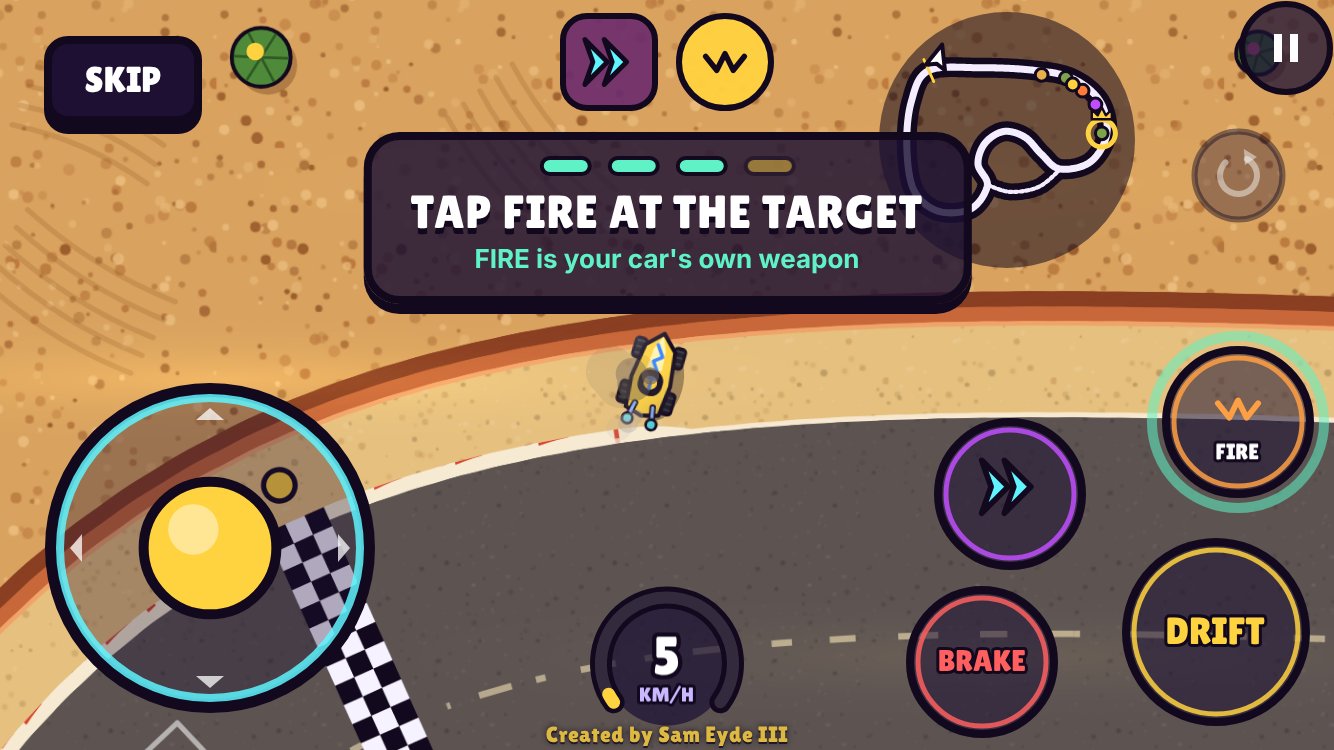 SKIP
TAP FIRE AT THE TARGET
FIRE is your car's own weapon
FIRE
DRIFT
BRAKE
5
KM/H
Created by Sam Eyde III